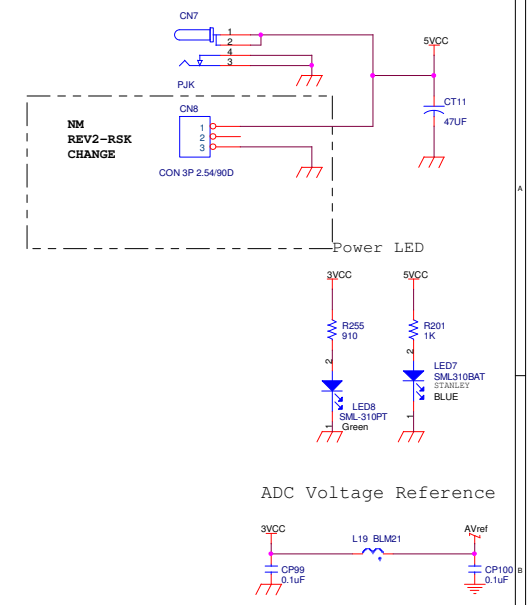 CN7
1
2
4
3
PJK
5VCC
CT11
47UF
NM
REV2-RSK
CHANGE
CN8
1
2
3
CON 3P 2.54/90D
A
Power LED
3VCC
5VCC
R255
910
R201
1K
2
2
LED7
SML310BAT
STANLEY
BLUE
LED8
SML-310PT
Green
1
1
ADC Voltage Reference
3VCC
L19 BLM21
AVref
CP99
0.1uF
CP100
0.1uF
B